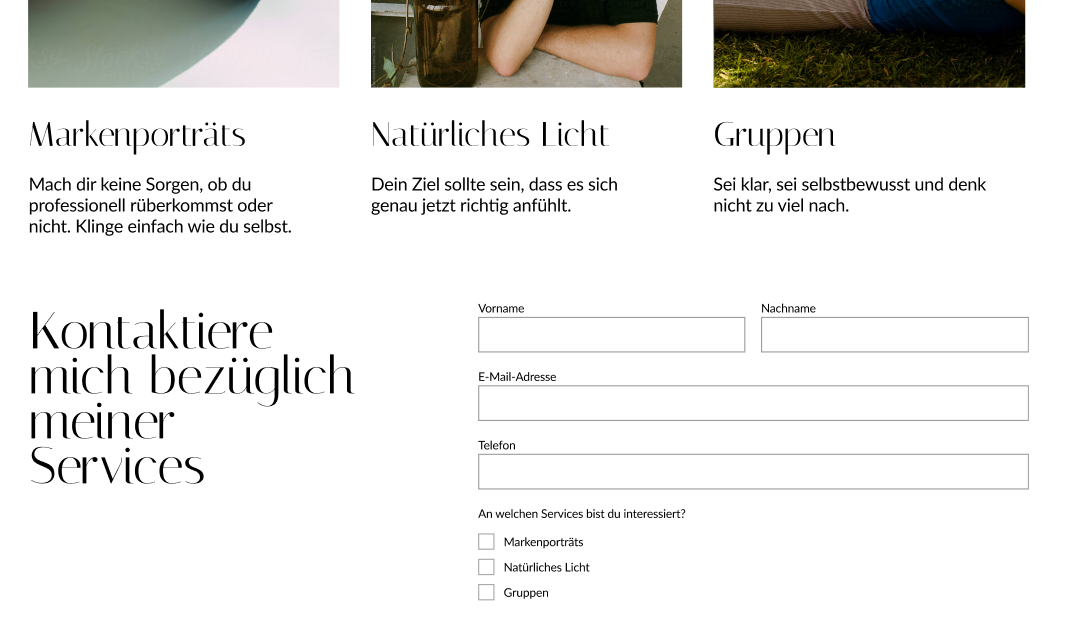 Markenporträts
Mach dir keine Sorgen, ob du
professionell rüberkommst oder
nicht. Klinge einfach wie du selbst.
Natürliches Licht
Dein Ziel sollte sein, dass es sich
genau jetzt richtig anfühlt.
Gruppen
Sei klar, sei selbstbewusst und denk
nicht zu viel nach.
Kontaktiere
mich bezüglich
meiner
Services
Vorname
Nachname
E-Mail-Adresse
Telefon
An welchen Services bist du interessiert?
Markenporträts
Natürliches Licht
Gruppen